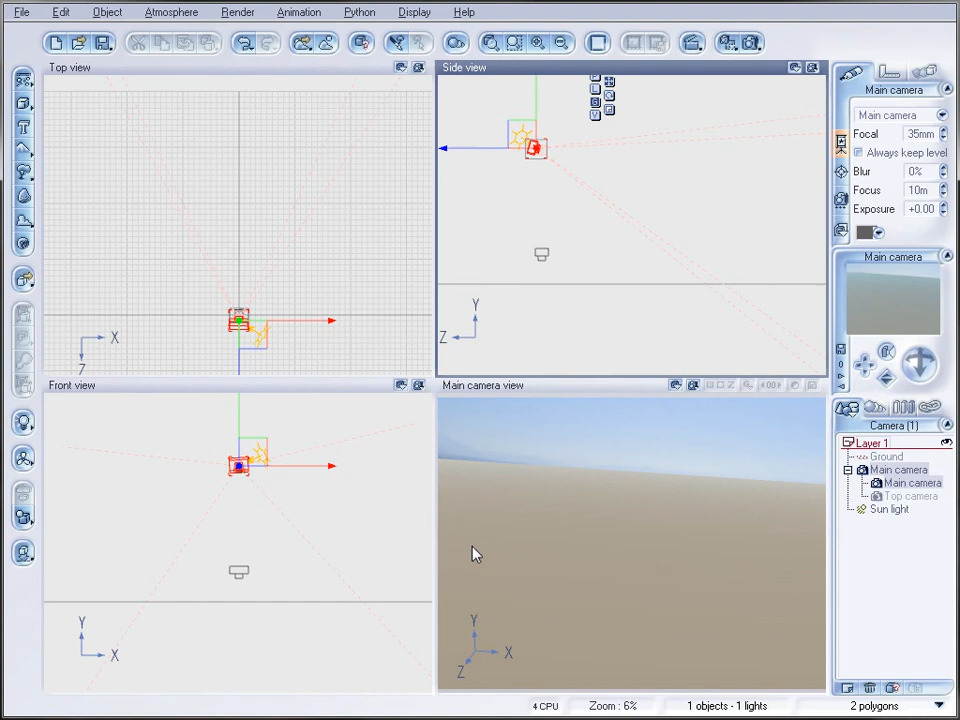 File Edit Object Atmosphere Render Animation Python Display Help
Top view
Side view
Main camera
Main camera
Focal 35mm
Always keep level
Blur 0%
Focus 10m
Exposure +0.00
Y
Z
X
Z
Main camera
Front view
Main camera view
Camera (1)
Layer 1
Ground
Main camera
Main camera
Top camera
Sun light
Y
X
Y
X
Z
4 CPU Zoom : 6% 1 objects - 1 lights 2 polygons